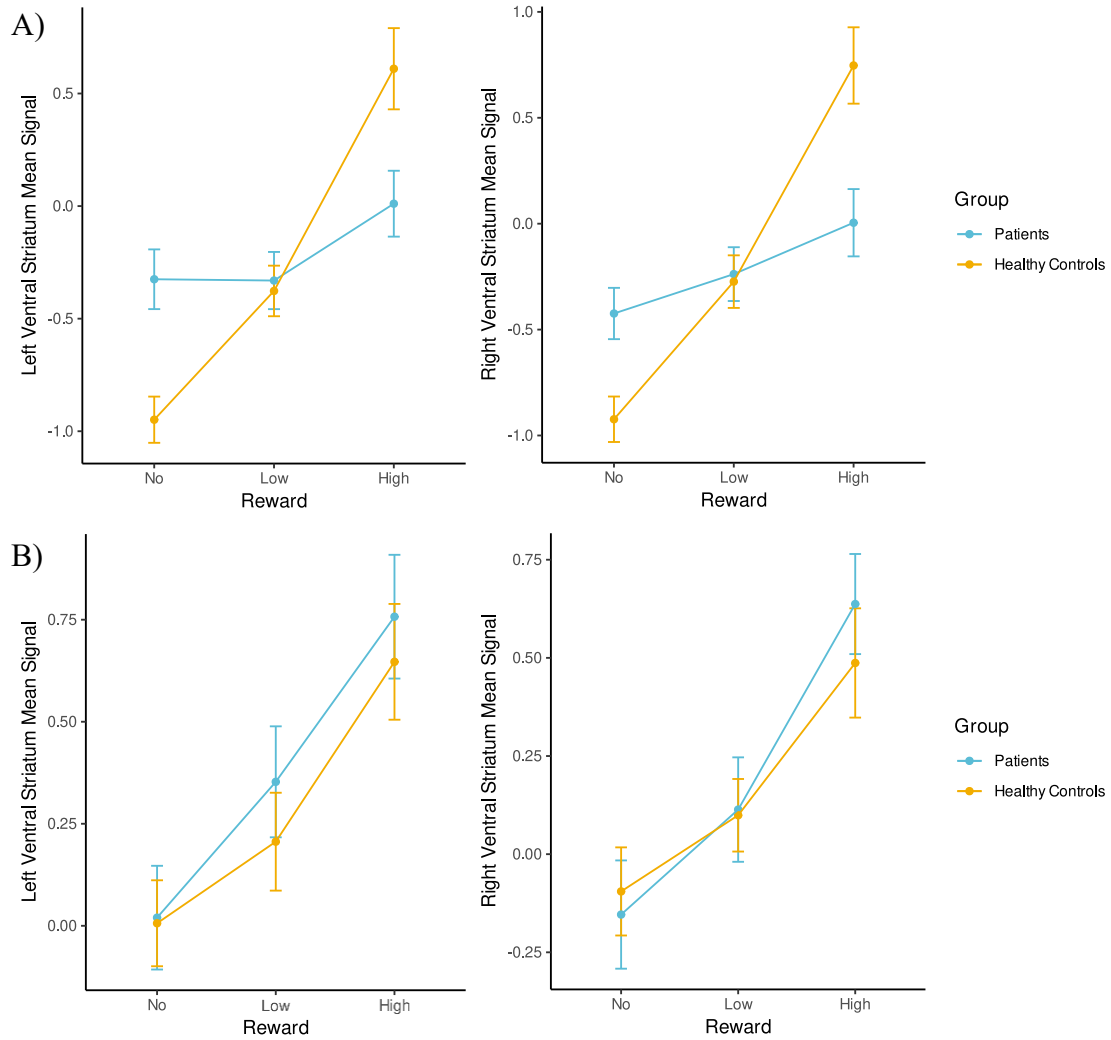 A)
Left Ventral Striatum Mean Signal
0.5
0.0
-0.5
-1.0
No
Low
High
Reward
Right Ventral Striatum Mean Signal
1.0
0.5
0.0
-0.5
-1.0
No
Low
High
Reward
Group
Patients
Healthy Controls
B)
Left Ventral Striatum Mean Signal
0.75
0.50
0.25
0.00
No
Low
High
Reward
Right Ventral Striatum Mean Signal
0.75
0.50
0.25
0.00
-0.25
No
Low
High
Reward
Group
Patients
Healthy Controls